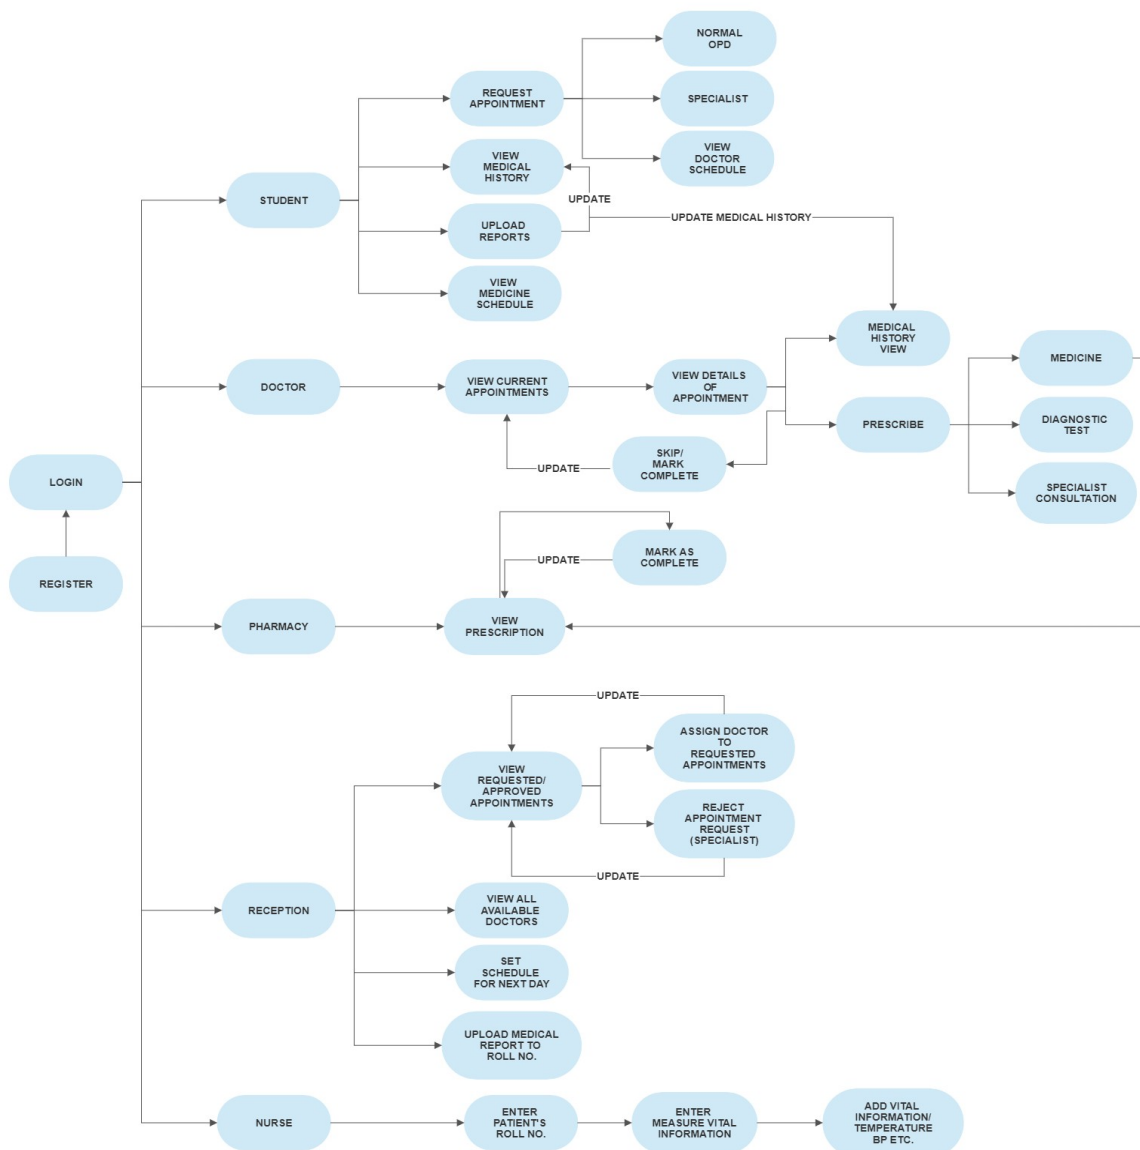 NORMAL
OPD
REQUEST
APPOINTMENT
SPECIALIST
VIEW
DOCTOR
SCHEDULE
VIEW
MEDICAL
HISTORY
STUDENT
UPDATE
UPLOAD
REPORTS
UPDATE MEDICAL HISTORY
VIEW
MEDICINE
SCHEDULE
MEDICAL
HISTORY
VIEW
DOCTOR
VIEW CURRENT
APPOINTMENTS
VIEW DETAILS
OF
APPOINTMENT
MEDICINE
PRESCRIBE
DIAGNOSTIC
TEST
SKIP/
MARK
COMPLETE
UPDATE
SPECIALIST
CONSULTATION
LOGIN
REGISTER
MARK AS
COMPLETE
UPDATE
PHARMACY
VIEW
PRESCRIPTION
UPDATE
ASSIGN DOCTOR
TO
REQUESTED
APPOINTMENTS
VIEW
REQUESTED/
APPROVED
APPOINTMENTS
REJECT
APPOINTMENT
REQUEST
(SPECIALIST)
UPDATE
RECEPTION
VIEW ALL
AVAILABLE
DOCTORS
SET
SCHEDULE
FOR NEXT DAY
UPLOAD MEDICAL
REPORT TO
ROLL NO.
NURSE
ENTER
PATIENT'S
ROLL NO.
ENTER
MEASURE VITAL
INFORMATION
ADD VITAL
INFORMATION/
TEMPERATURE
BP ETC.